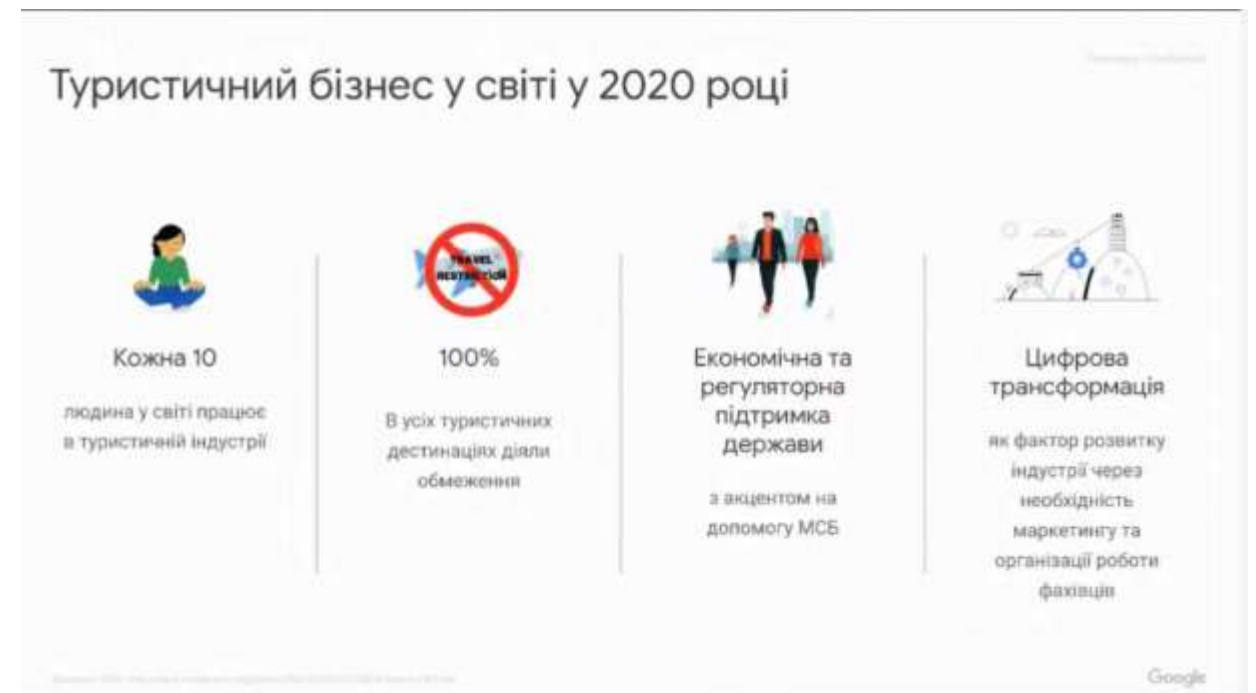 Туристичний бізнес у світі у 2020 році
Кожна 10
людина у світі працює
в туристичній індустрії
TRAVEL
RESTRICTION
100%
В усіх туристичних
дестинаціях діяли
обмеження
Економічна та
регуляторна
підтримка
держави
з акцентом на
допомогу МСБ
Цифрова
трансформація
як фактор розвитку
індустрії через
необхідність
маркетингу та
організації роботи
фахівців
Google